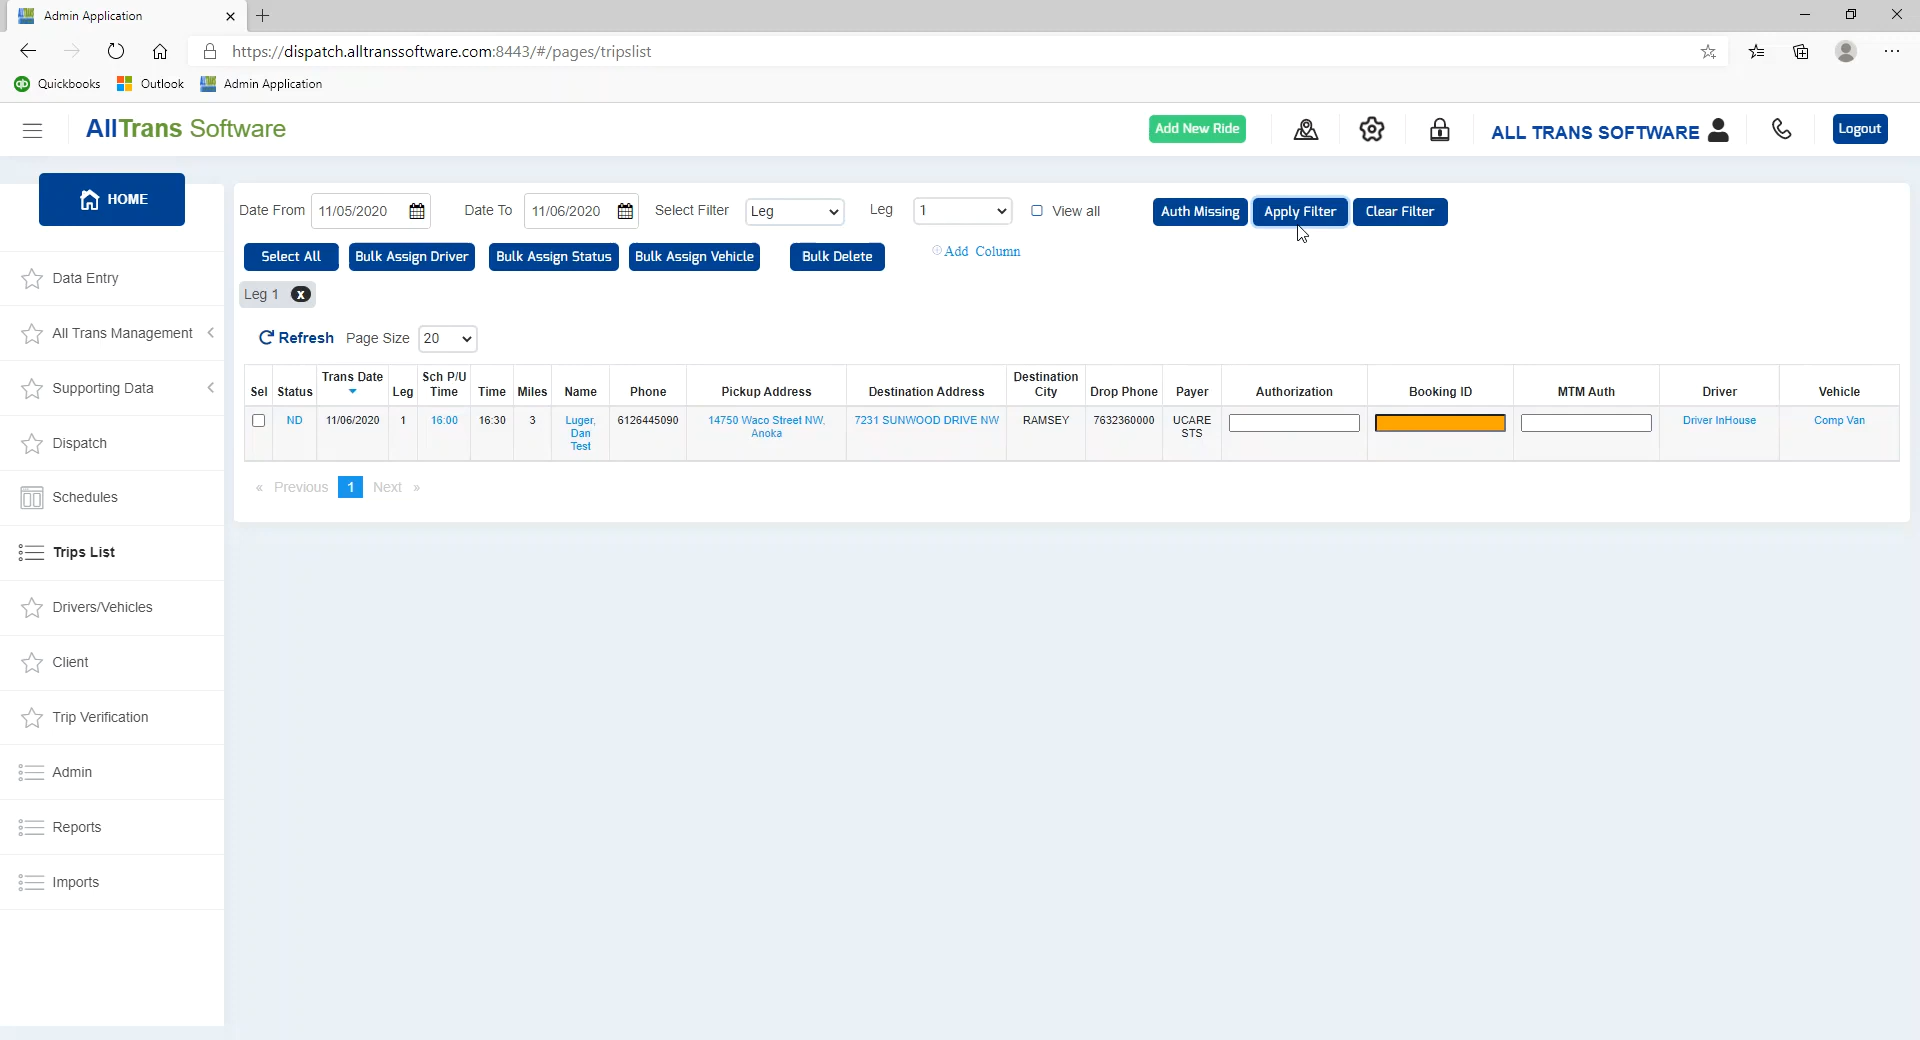 Admin Application
https://dispatch.alltranssoftware.com:8443/#/pages/tripslist
Quickbooks Outlook Admin Application
AllTrans Software Add New Ride ALL TRANS SOFTWARE Logout
HOME
Data Entry
All Trans Management
Supporting Data
Dispatch
Schedules
Trips List
Drivers/Vehicles
Client
Trip Verification
Admin
Reports
Imports
Date From 11/05/2020 Date To 11/06/2020 Select Filter Leg Leg 1 View all Auth Missing Apply Filter Clear Filter
Select All Bulk Assign Driver Bulk Assign Status Bulk Assign Vehicle Bulk Delete Add Column
Leg 1 x
Refresh Page Size 20
Sel Status Trans Date Leg Sch P/U Time Time Miles Name Phone Pickup Address Destination Address Destination City Drop Phone Payer Authorization Booking ID MTM Auth Driver Vehicle
ND 11/06/2020 1 16:00 16:30 3 Luger, Dan Test 6126445090 14750 Waco Street NW, Anoka 7231 SUNWOOD DRIVE NW RAMSEY 7632360000 UCARE STS Driver InHouse Comp Van
« Previous 1 Next »